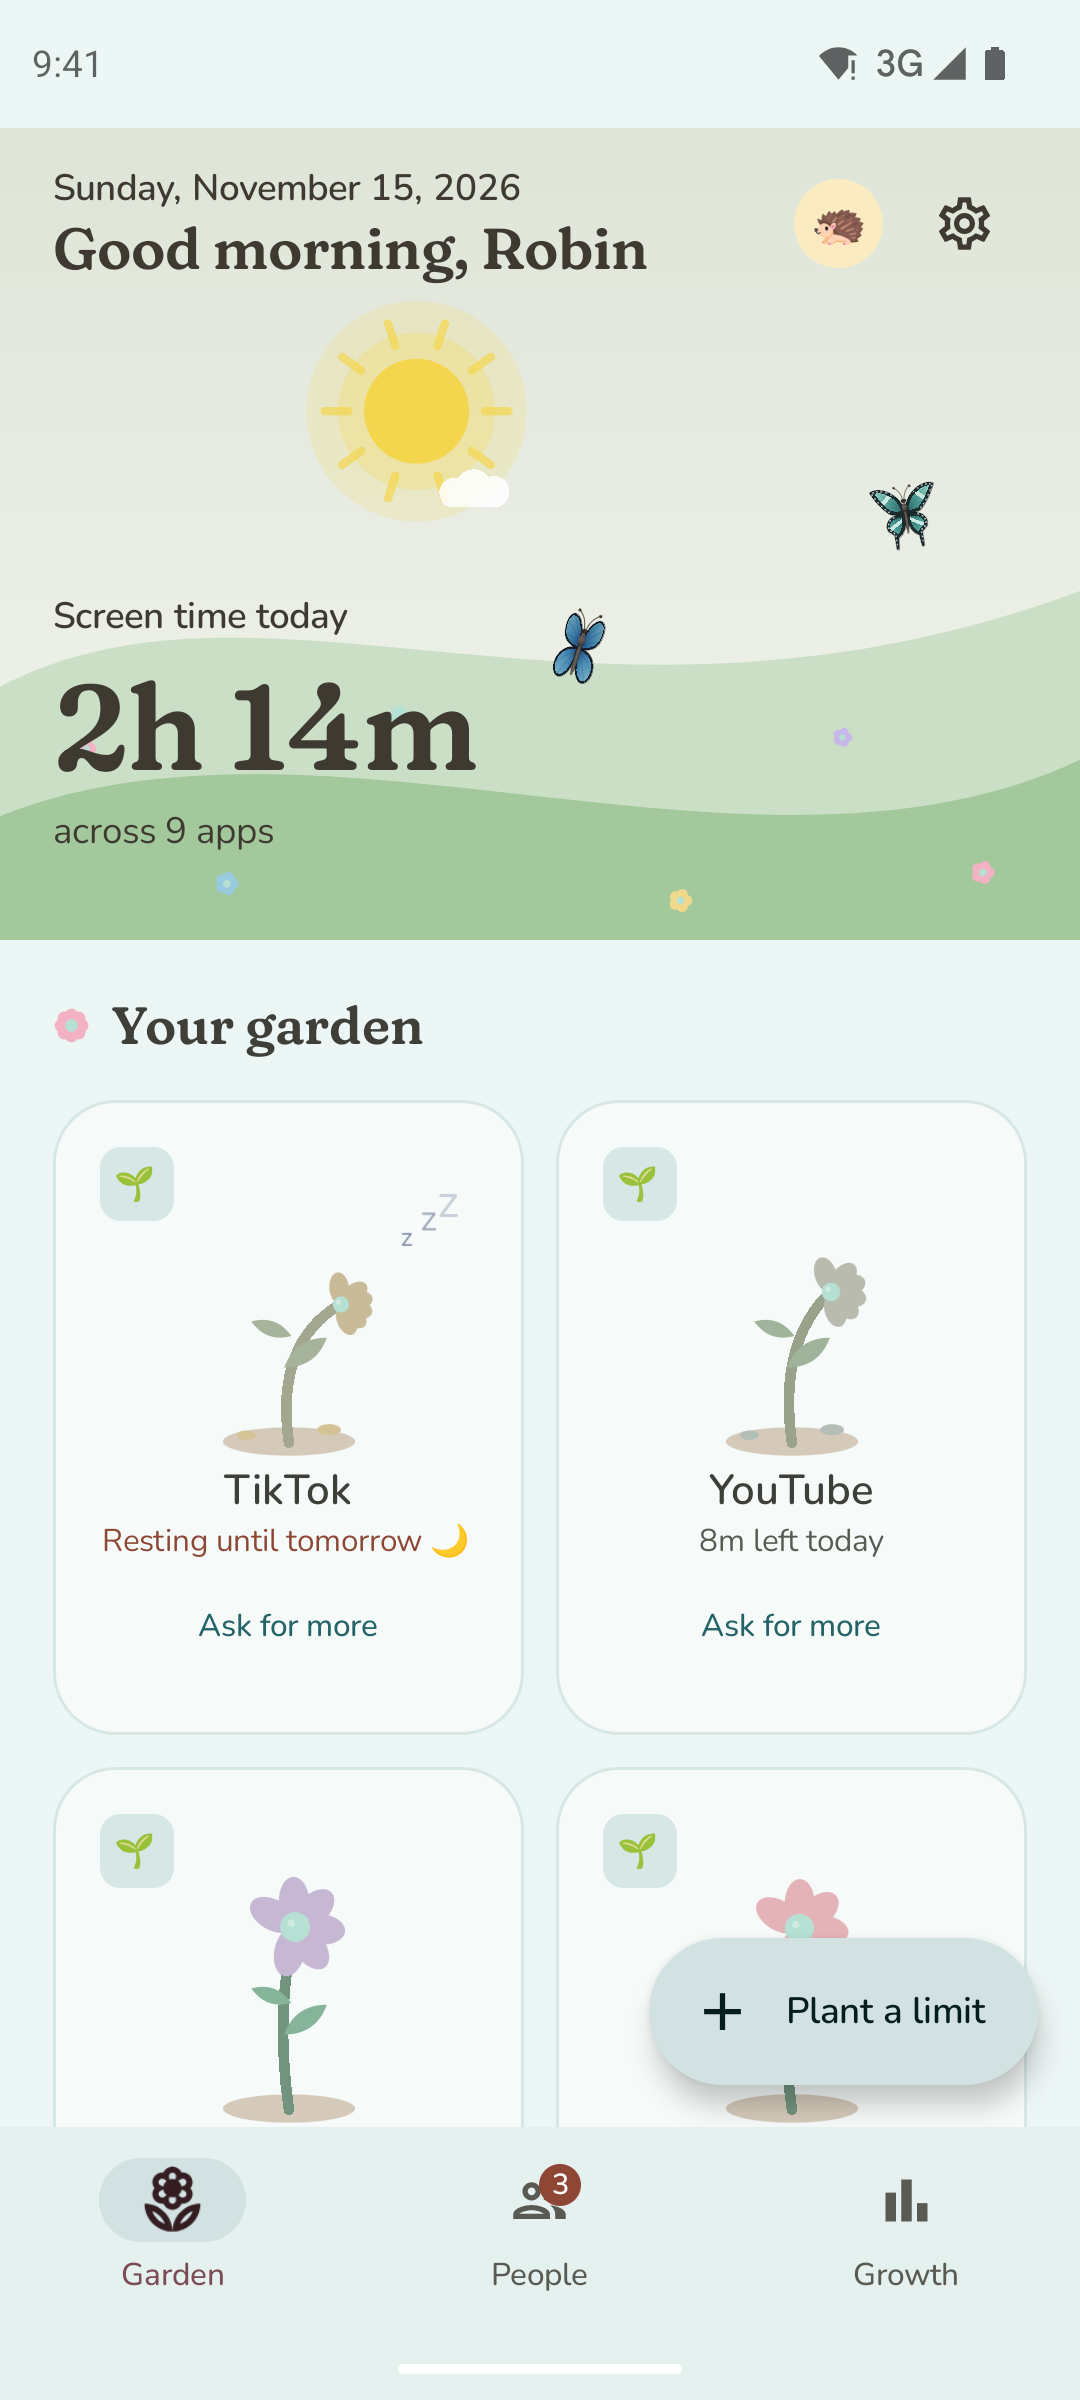 9:41
3G
Sunday, November 15, 2026
Good morning, Robin
Screen time today
2h 14m
across 9 apps
Your garden
z z Z
TikTok
Resting until tomorrow 🌙
Ask for more
YouTube
8m left today
Ask for more
Plant a limit
Garden
3
People
Growth